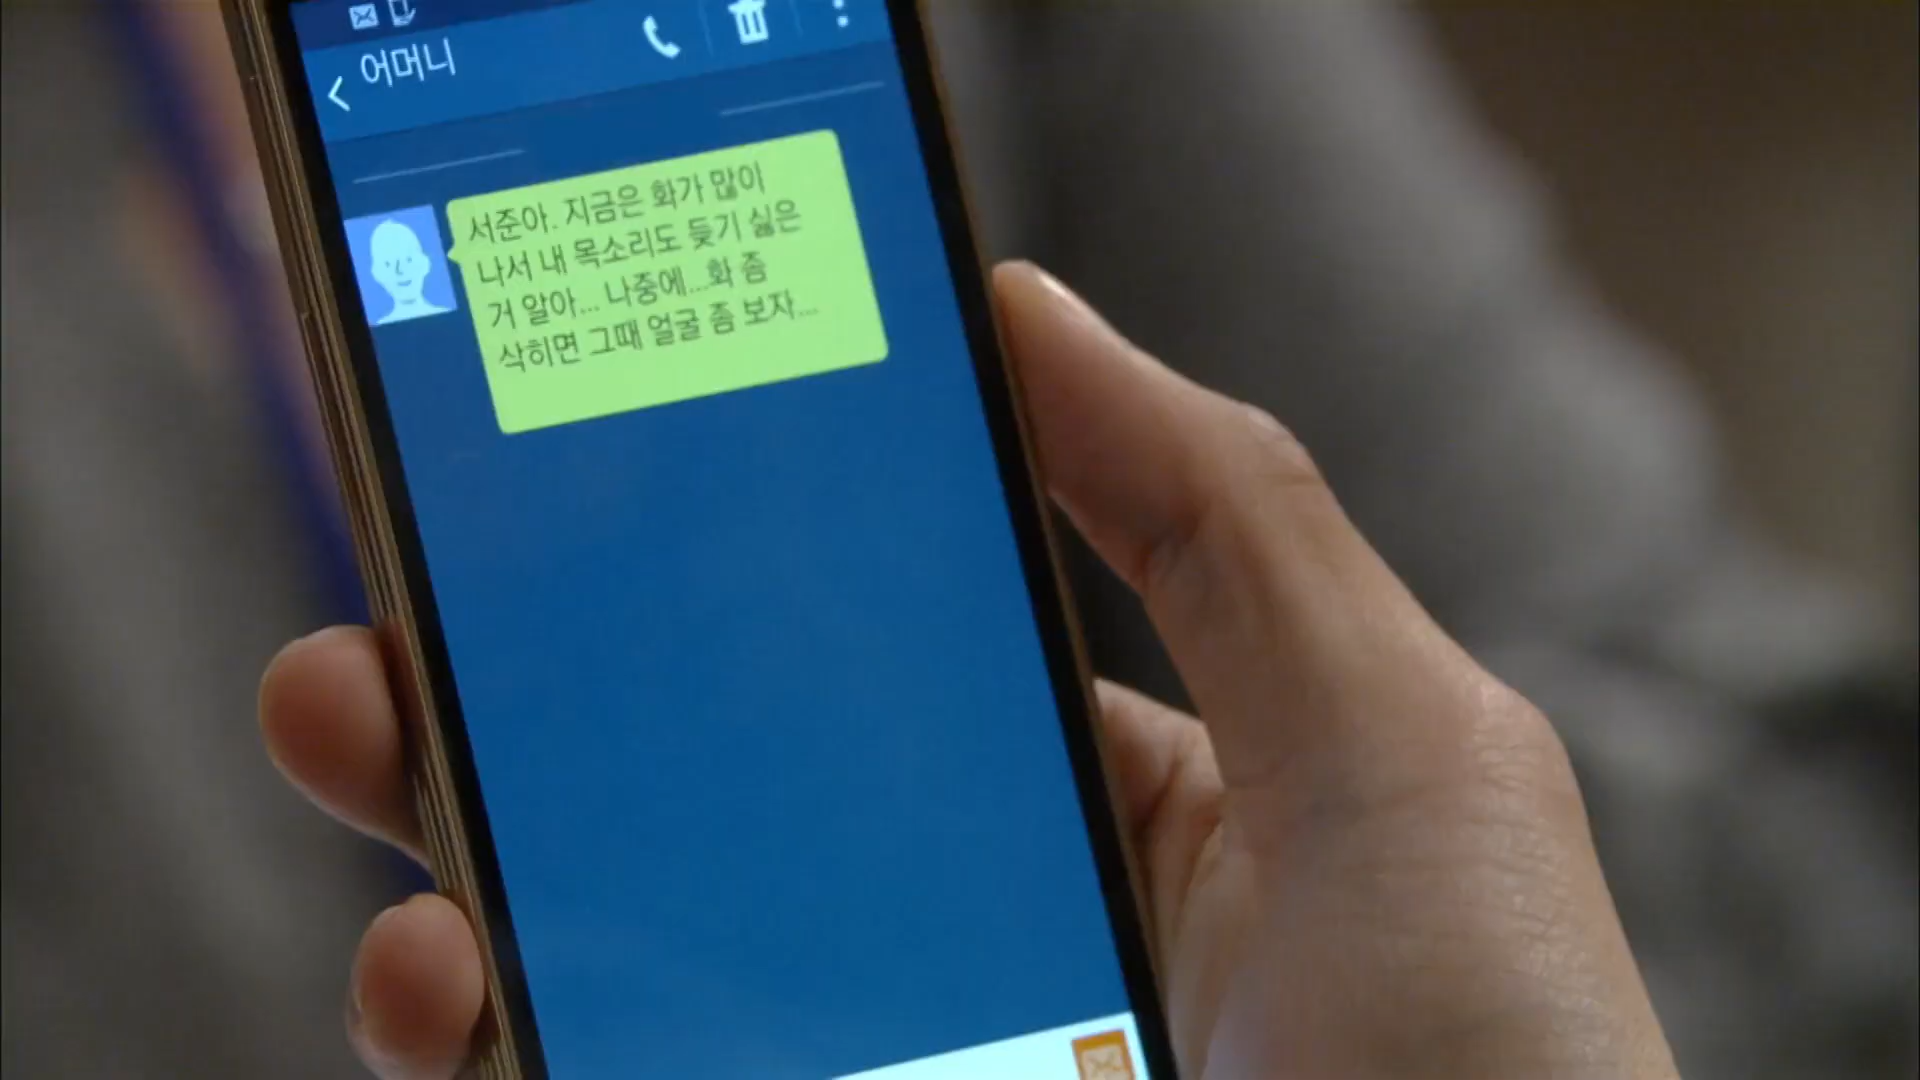 어머니
서준아. 지금은 화가 많이
나서 내 목소리도 듣기 싫은
거 알아... 나중에...화 좀
삭히면 그때 얼굴 좀 보자...